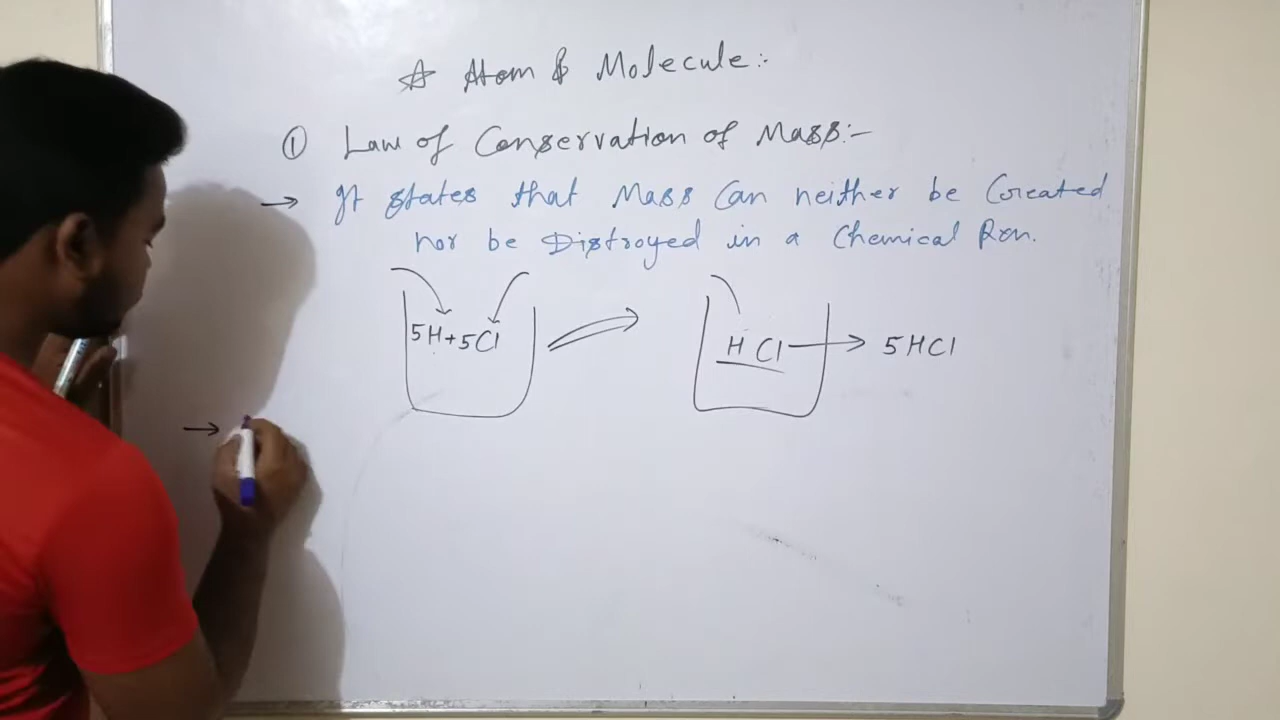 ☆ Atom & Molecule:-
① Law of Conservation of Mass:-
→ It states that Mass Can neither be Created
nor be Distroyed in a Chemical Rxn.
5H+5Cl
HCl → 5HCl
→